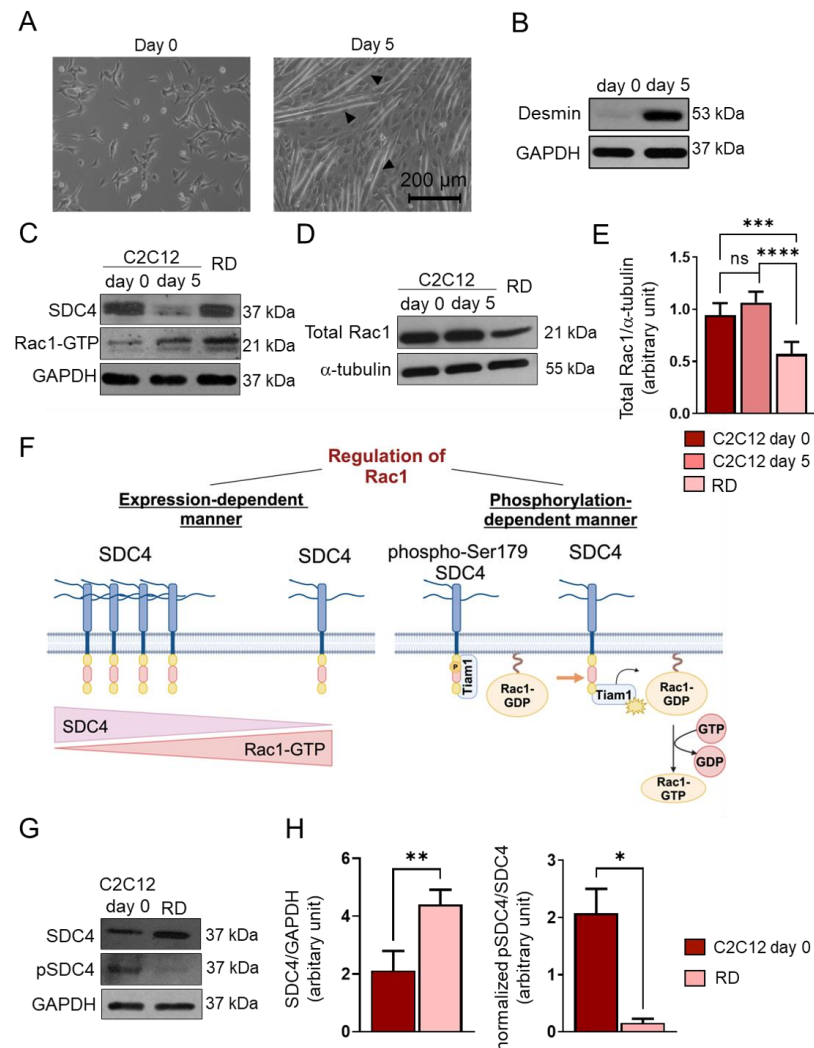 A
Day 0
Day 5
200 µm
B
day 0 day 5
Desmin
53 kDa
GAPDH
37 kDa
C
C2C12
RD
day 0 day 5
SDC4
37 kDa
Rac1-GTP
21 kDa
GAPDH
37 kDa
D
C2C12
RD
day 0 day 5
Total Rac1
21 kDa
α-tubulin
55 kDa
E
***
ns
****
Total Rac1/α-tubulin
(arbitrary unit)
1.5
1.0
0.5
0.0
C2C12 day 0
C2C12 day 5
RD
F
Regulation of
Rac1
Expression-dependent
manner
Phosphorylation-
dependent manner
SDC4
SDC4
phospho-Ser179
SDC4
SDC4
P
Tiam1
Rac1-
GDP
Tiam1
Rac1-
GDP
GTP
GDP
Rac1-
GTP
SDC4
Rac1-GTP
G
C2C12
day 0
RD
SDC4
37 kDa
pSDC4
37 kDa
GAPDH
37 kDa
H
SDC4/GAPDH
(arbitary unit)
6
4
2
0
**
normalized pSDC4/SDC4
(arbitrary unit)
3
2
1
0
*
C2C12 day 0
RD